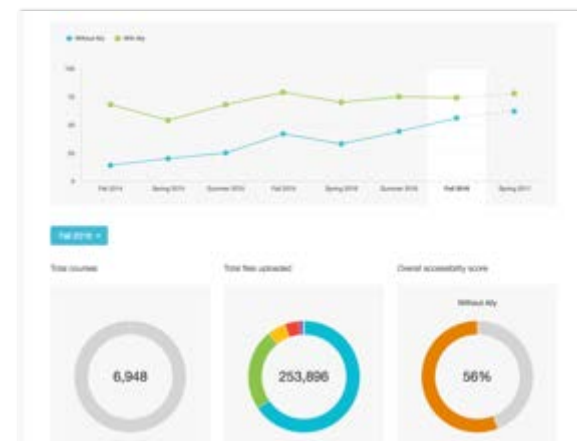 Without Ally With Ally
100
75
50
25
0
Fall 2014 Spring 2015 Summer 2015 Fall 2015 Spring 2016 Summer 2016 Fall 2016 Spring 2017
Fall 2016
Total courses Total files uploaded Overall accessibility score
Without Ally
6,948 253,896 56%